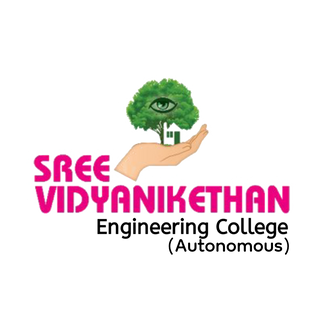 SREE
VIDYANIKETHAN
Engineering College
(Autonomous)